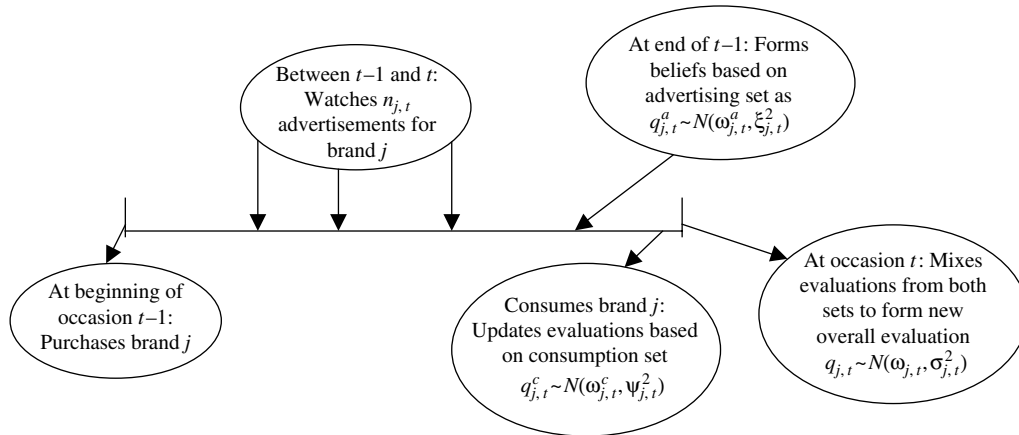 Between t–1 and t:
Watches n_{j, t}
advertisements for
brand j
At end of t–1: Forms
beliefs based on
advertising set as
q^a_{j, t} ~ N(ω^a_{j, t}, ξ^2_{j, t})
At beginning of
occasion t–1:
Purchases brand j
Consumes brand j:
Updates evaluations based
on consumption set
q^c_{j, t} ~ N(ω^c_{j, t}, ψ^2_{j, t})
At occasion t: Mixes
evaluations from both
sets to form new
overall evaluation
q_{j, t} ~ N(ω_{j, t}, σ^2_{j, t})